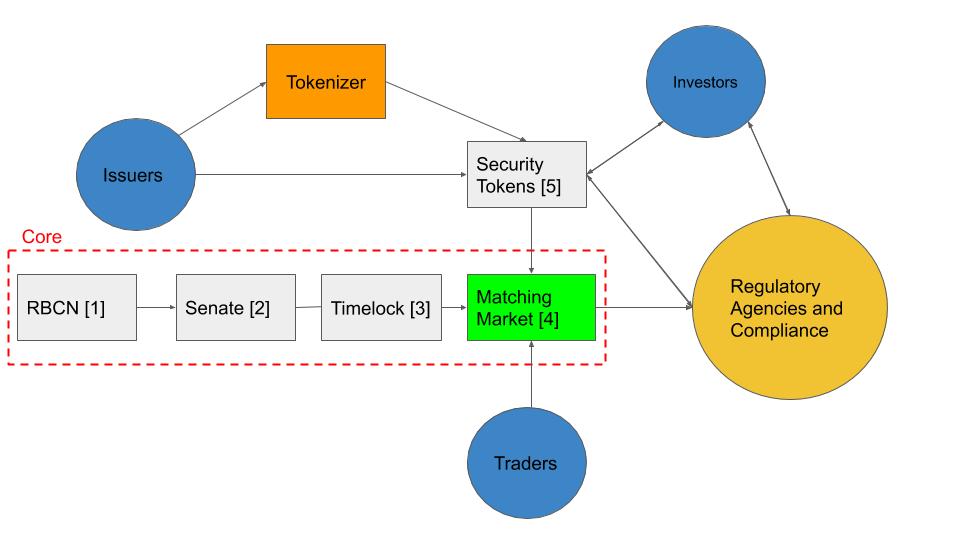 Tokenizer
Investors
Issuers
Security
Tokens [5]
Core
RBCN [1]
Senate [2]
Timelock [3]
Matching
Market [4]
Regulatory
Agencies and
Compliance
Traders